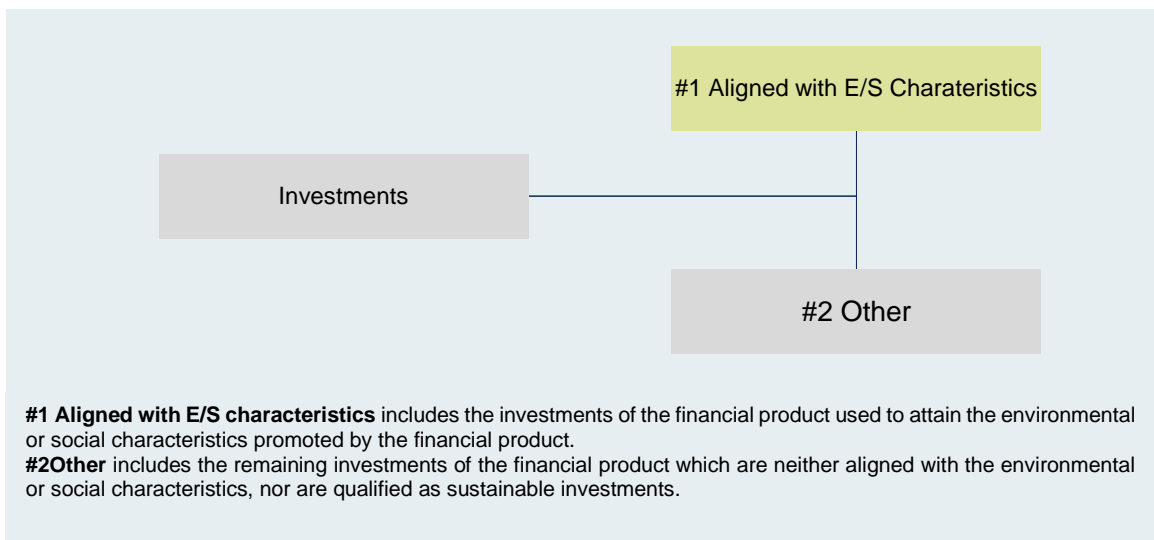 #1 Aligned with E/S Charateristics
Investments
#2 Other
#1 Aligned with E/S characteristics includes the investments of the financial product used to attain the environmental
or social characteristics promoted by the financial product.
#2Other includes the remaining investments of the financial product which are neither aligned with the environmental
or social characteristics, nor are qualified as sustainable investments.